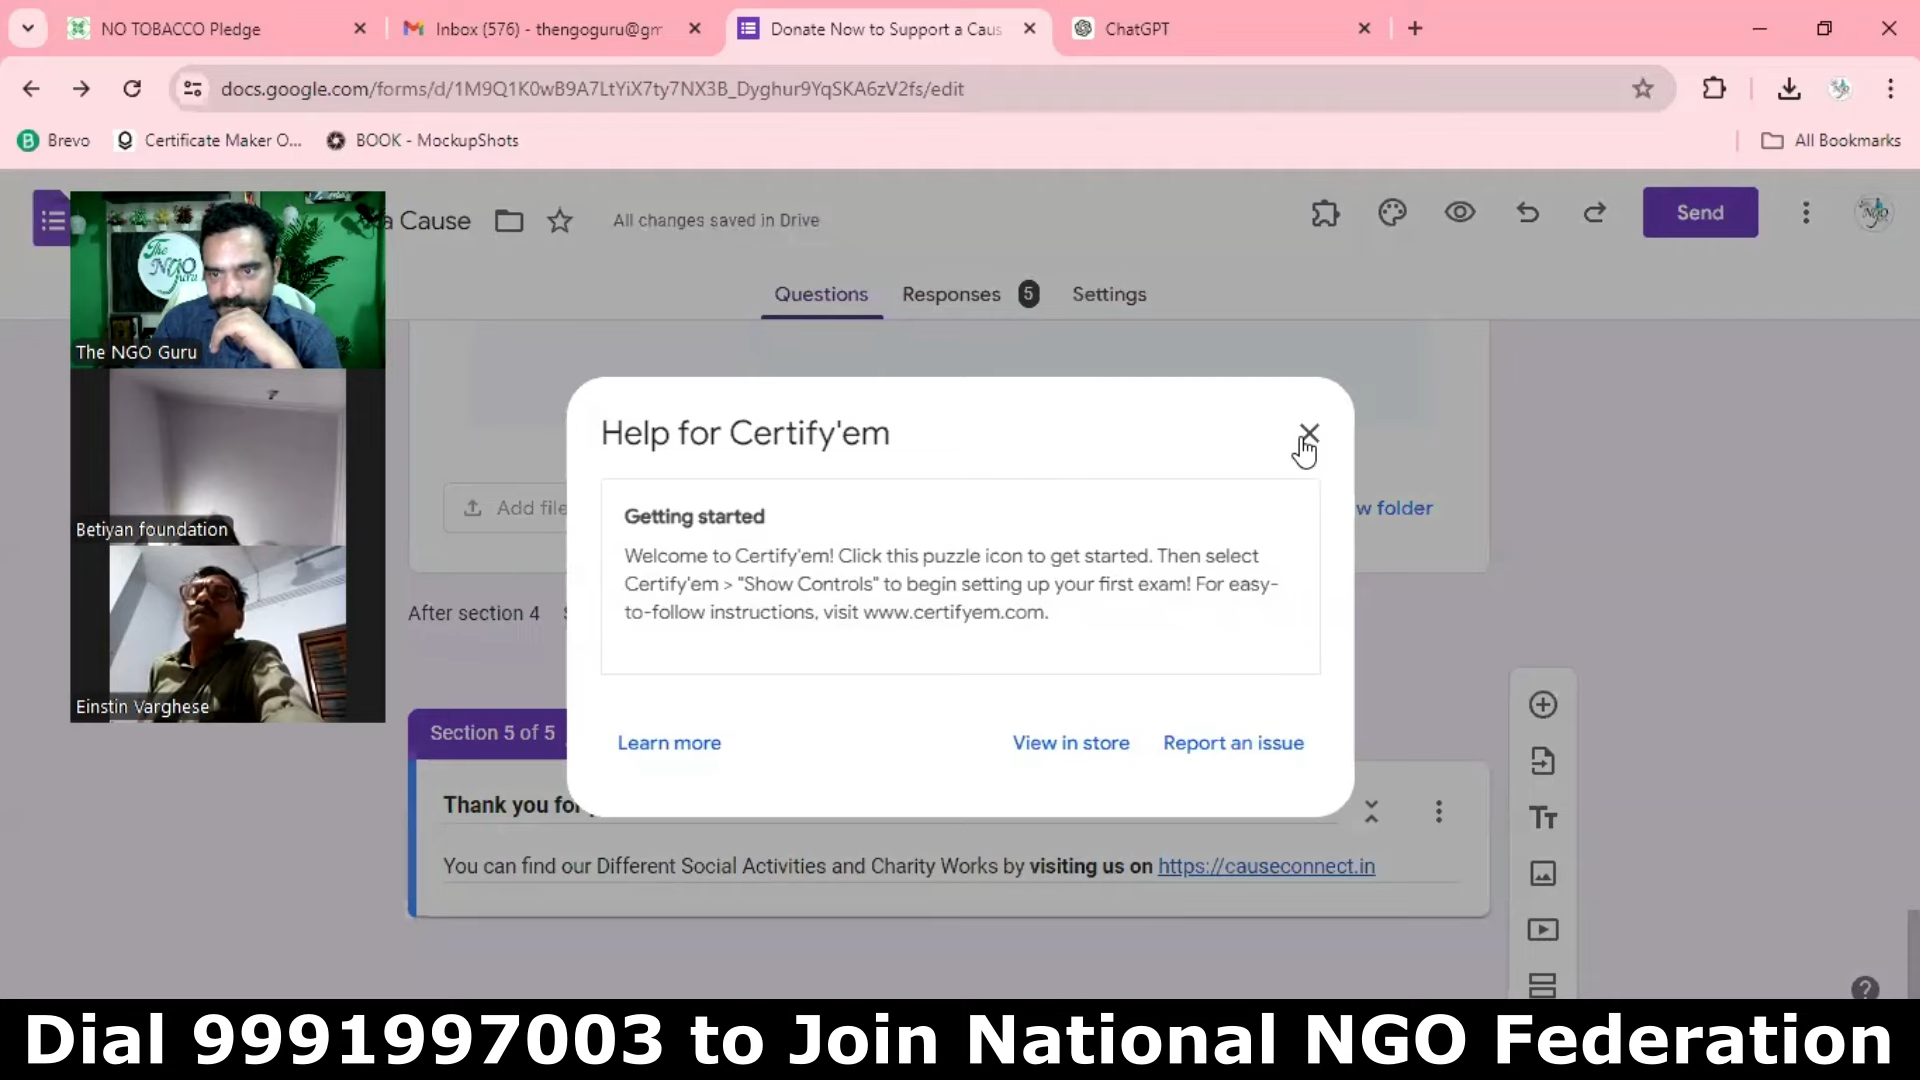 NO TOBACCO Pledge
Inbox (576) - thengoguru@gm
Donate Now to Support a Caus
ChatGPT
docs.google.com/forms/d/1M9Q1K0wB9A7LtYiX7ty7NX3B_Dyghur9YqSKA6zV2fs/edit
Brevo
Certificate Maker O...
BOOK - MockupShots
All Bookmarks
a Cause
All changes saved in Drive
Send
Questions
Responses 5
Settings
The NGO Guru
The NGO Guru
Betiyan foundation
Einstin Varghese
Help for Certify'em
Getting started
Welcome to Certify'em! Click this puzzle icon to get started. Then select
Certify'em > "Show Controls" to begin setting up your first exam! For easy-
to-follow instructions, visit www.certifyem.com.
Learn more
View in store
Report an issue
Add file
w folder
After section 4
Section 5 of 5
Thank you for
You can find our Different Social Activities and Charity Works by visiting us on https://causeconnect.in
Dial 9991997003 to Join National NGO Federation